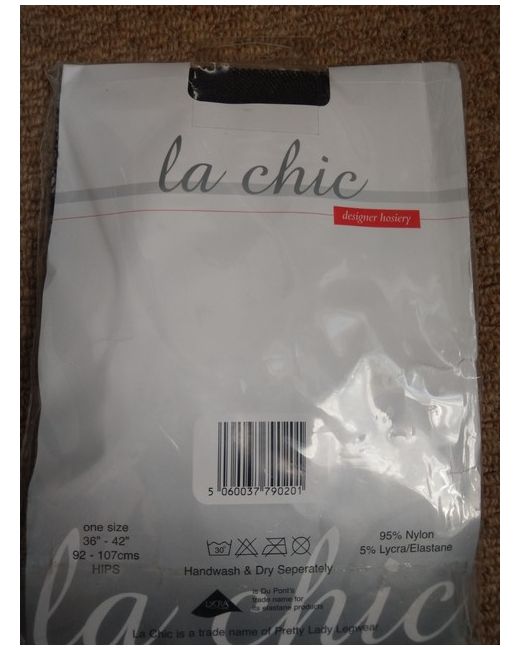 la chic
designer hosiery
5 060037 790201
one size
36" - 42"
92 - 107cms
HIPS
30°
Handwash & Dry Seperately
95% Nylon
5% Lycra/Elastane
LYCRA
is Du Pont's
trade name for
its elastane products
la chic
La Chic is a trade name of Pretty Lady Legwear